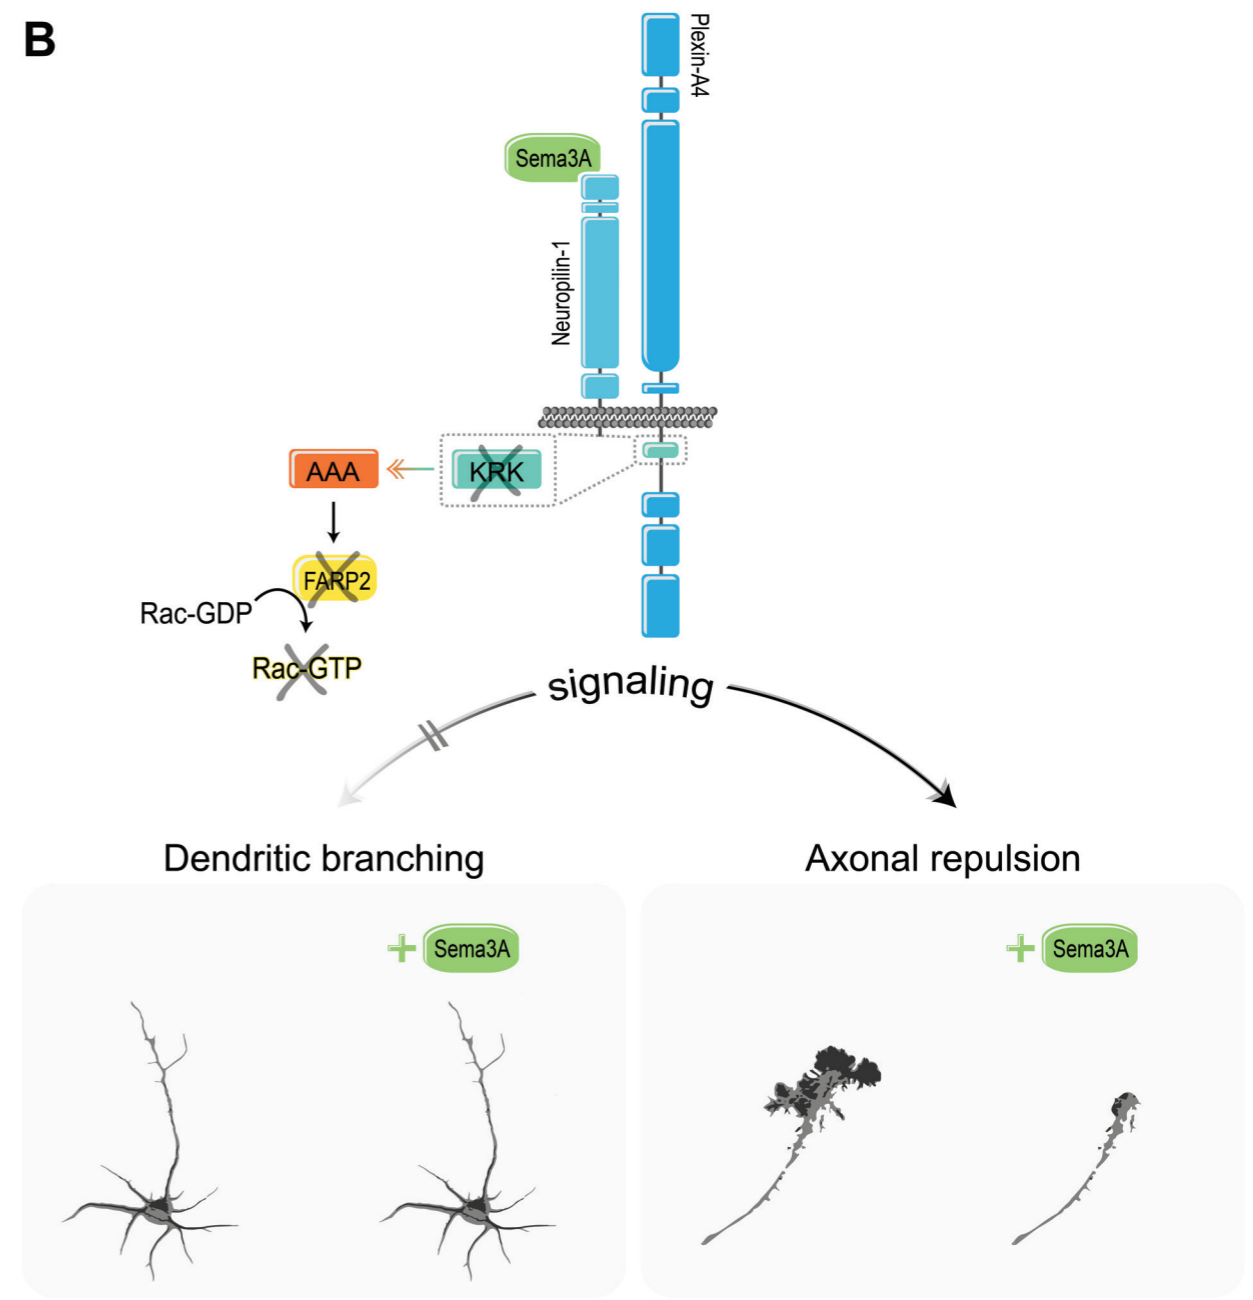 B
Plexin-A4
Sema3A
Neuropilin-1
AAA
KRK
FARP2
Rac-GDP
Rac-GTP
signaling
Dendritic branching
Axonal repulsion
+ Sema3A
+ Sema3A